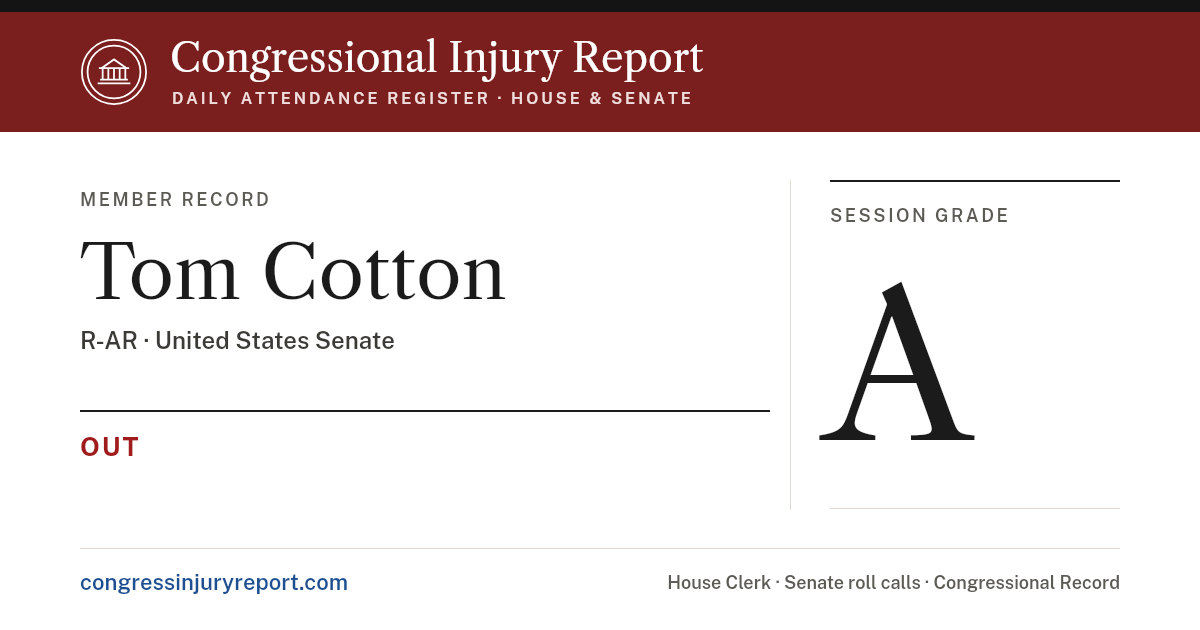 Congressional Injury Report
DAILY ATTENDANCE REGISTER · HOUSE & SENATE
MEMBER RECORD
Tom Cotton
R-AR · United States Senate
OUT
SESSION GRADE
A
congressinjuryreport.com
House Clerk · Senate roll calls · Congressional Record